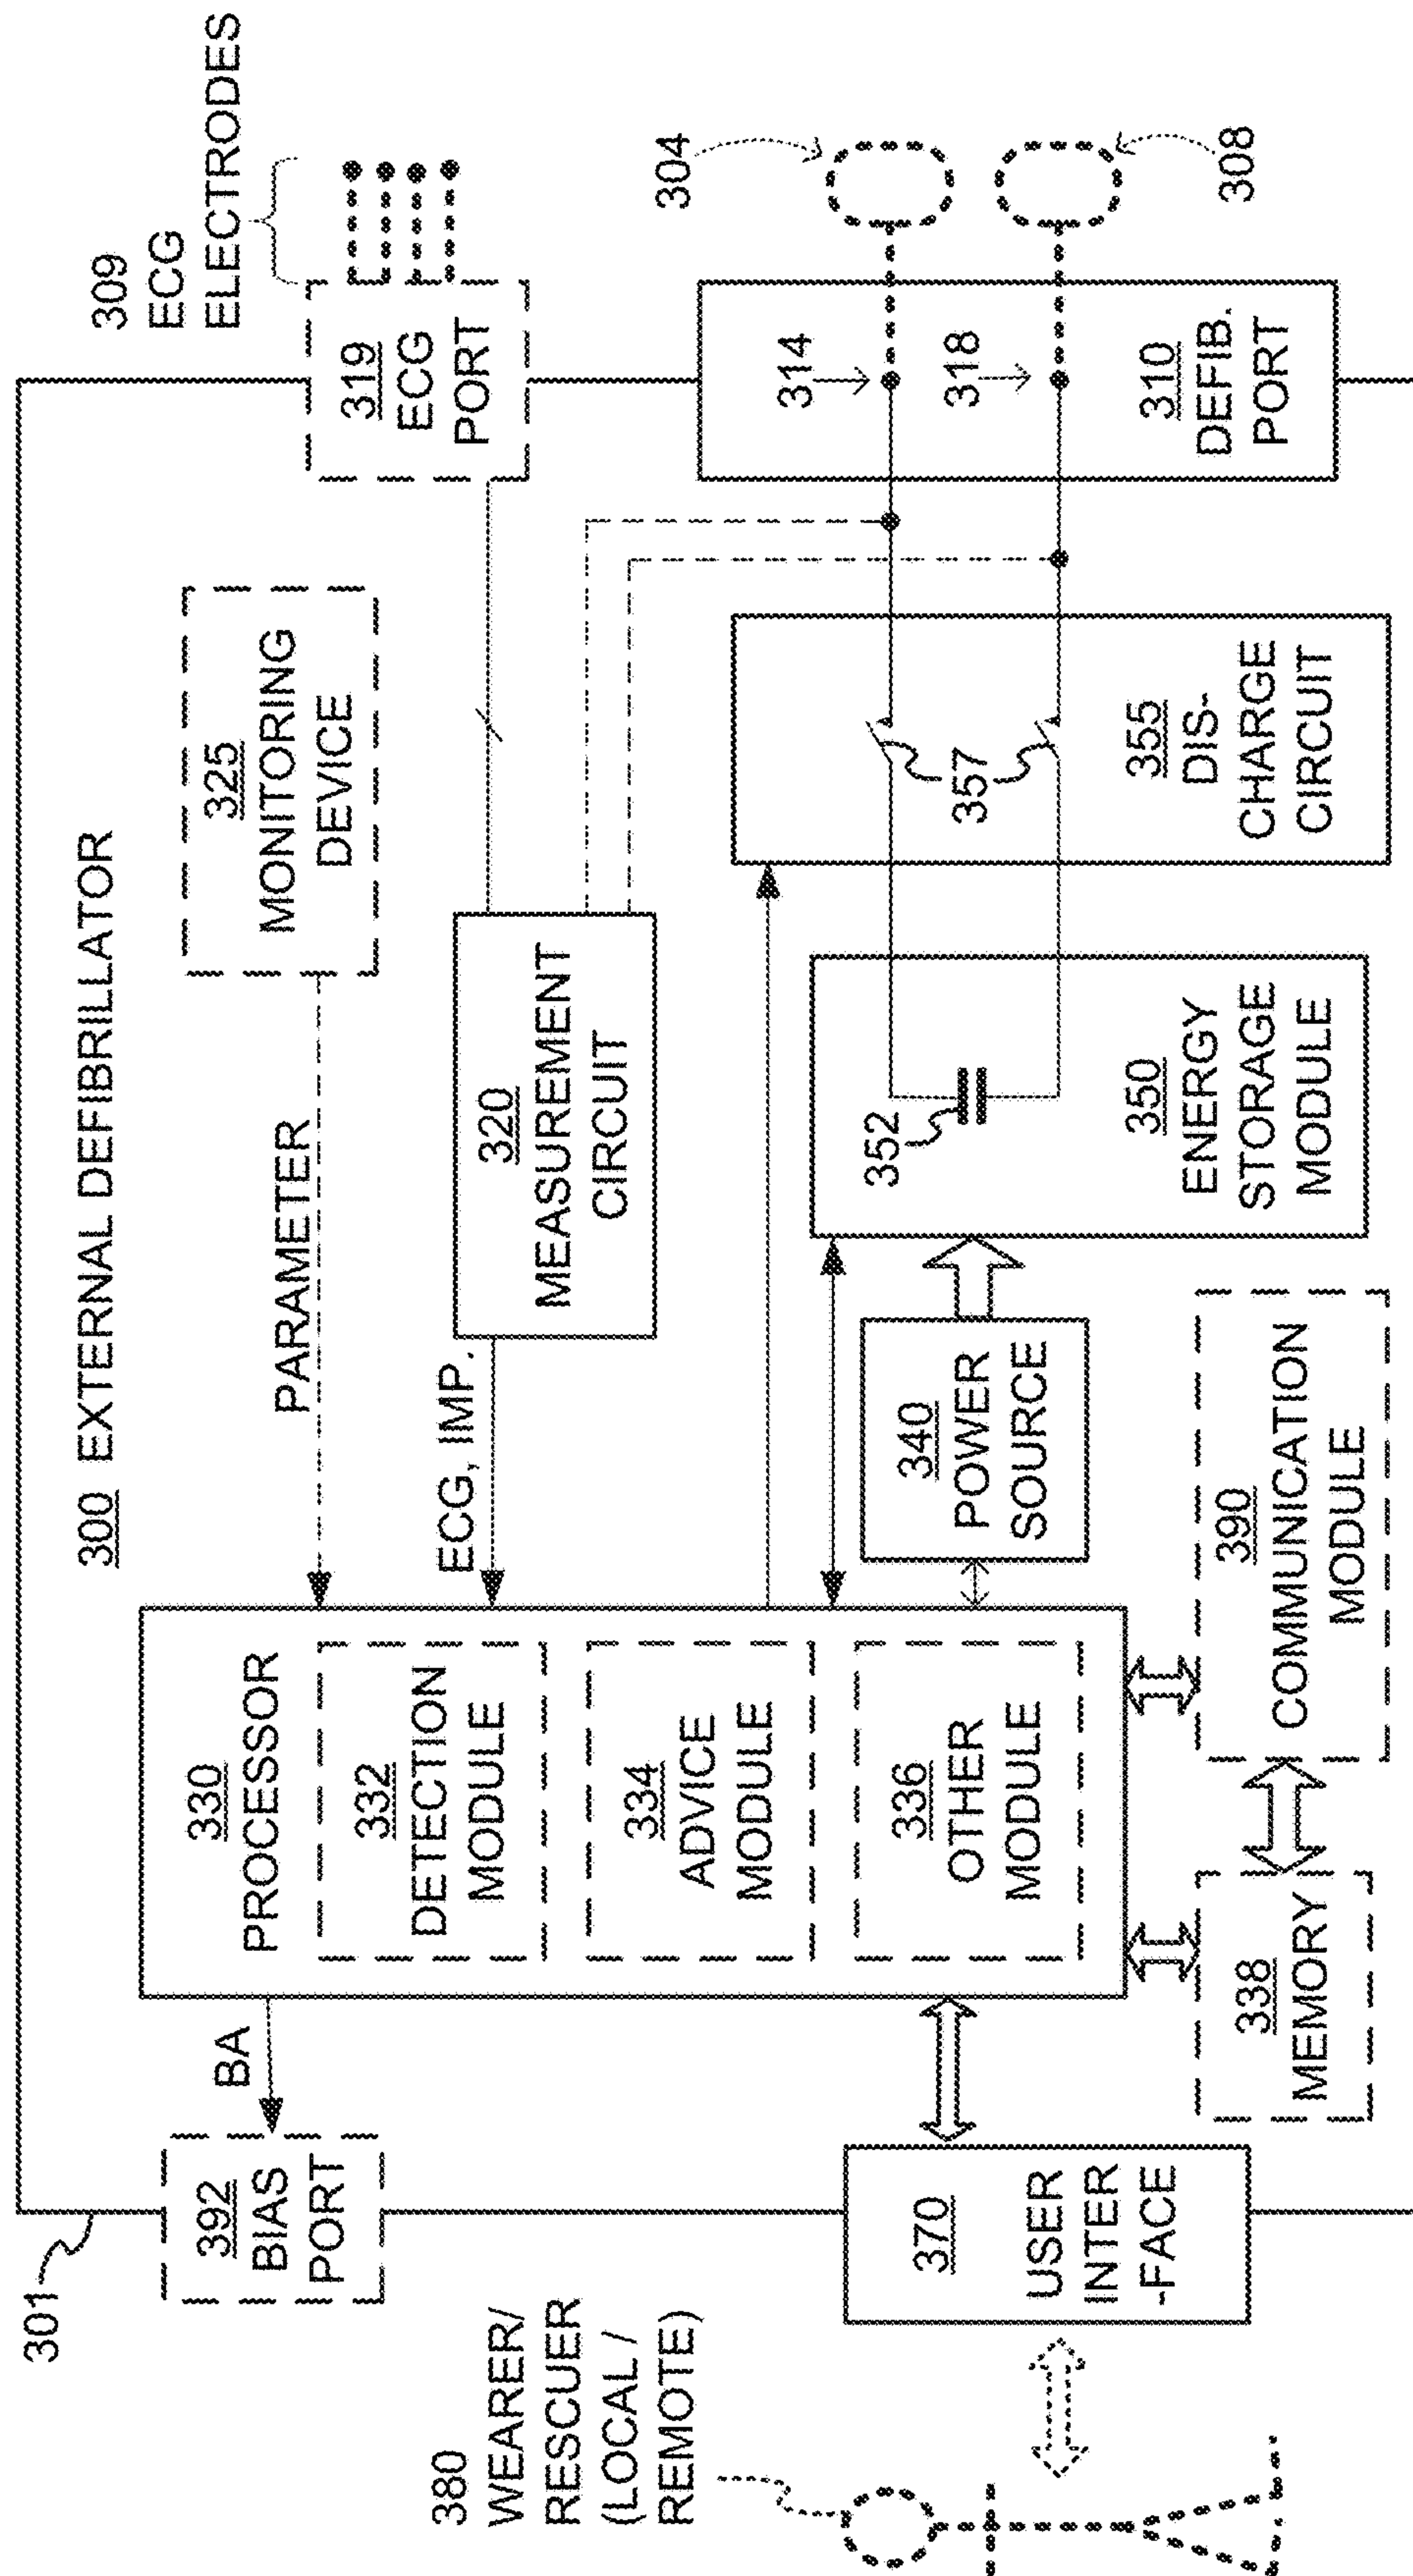 300 EXTERNAL DEFIBRILLATOR
301
309
ECG
ELECTRODES
392
BIAS
PORT
BA
330
PROCESSOR
332
DETECTION
MODULE
334
ADVICE
MODULE
336
OTHER
MODULE
PARAMETER
325
MONITORING
DEVICE
319
ECG
PORT
ECG, IMP.
320
MEASUREMENT
CIRCUIT
380
WEARER/
RESCUER
(LOCAL /
REMOTE)
370
USER
INTER
-FACE
340
POWER
SOURCE
352
350
ENERGY
STORAGE
MODULE
357
355
DIS-
CHARGE
CIRCUIT
314
318
310
DEFIB.
PORT
304
308
338
MEMORY
390
COMMUNICATION
MODULE